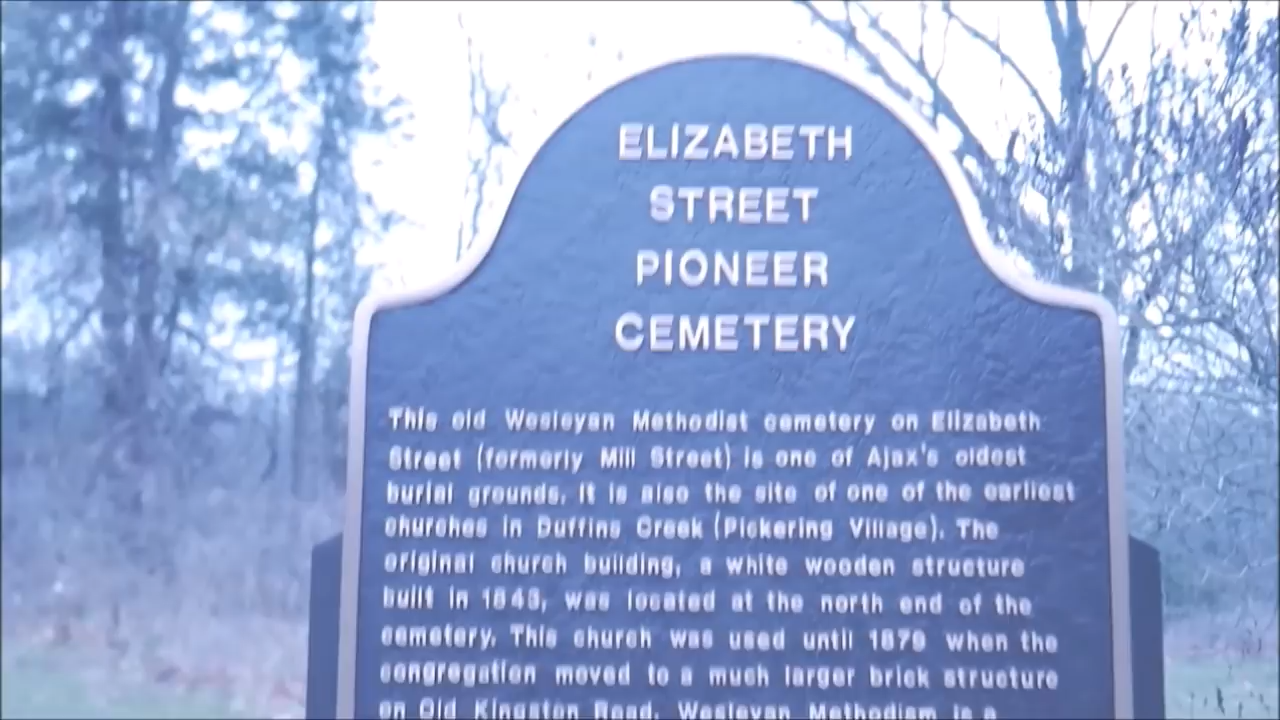 ELIZABETH
STREET
PIONEER
CEMETERY
This old Wesleyan Methodist cemetery on Elizabeth
Street (formerly Mill Street) is one of Ajax's oldest
burial grounds. It is also the site of one of the earliest
churches in Duffins Creek (Pickering Village). The
original church building, a white wooden structure
built in was located at the north end of the
cemetery. This church was used until 1879 when the
congregation moved to a much larger brick structure
on Old Kingston Road. Wesleyan Methodism is a